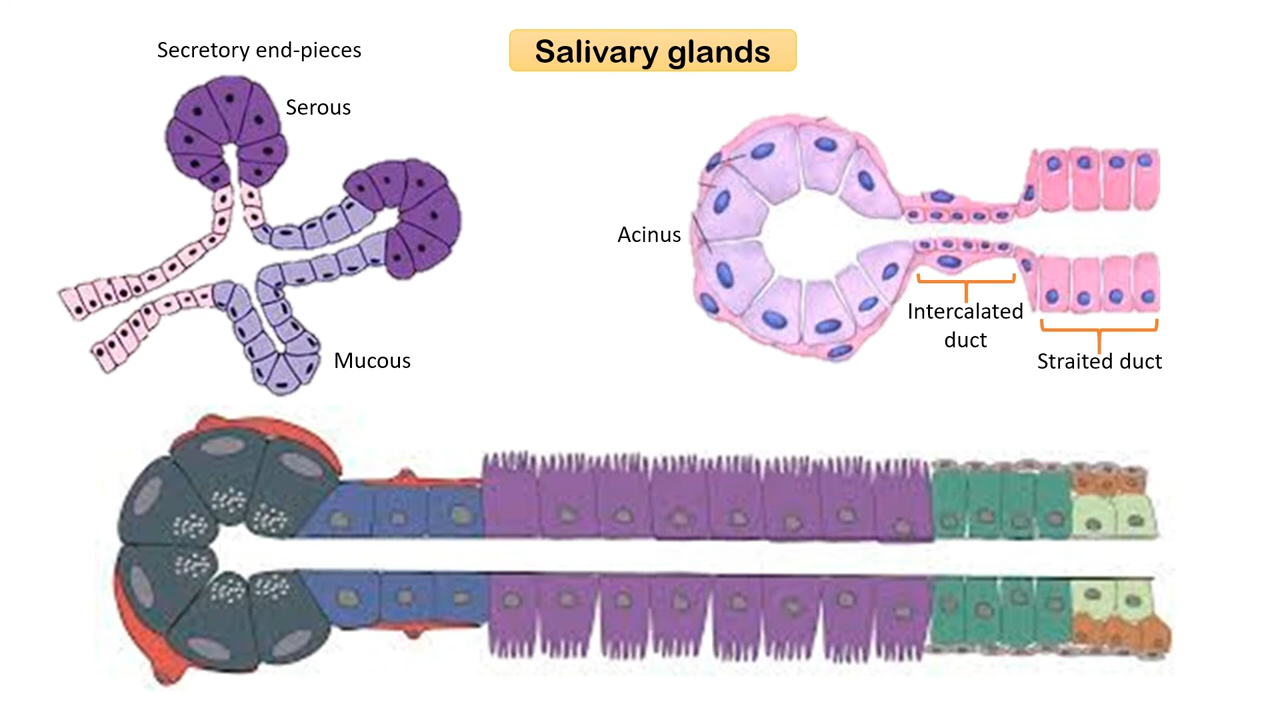 Salivary glands
Secretory end-pieces
Serous
Mucous
Acinus
Intercalated
duct
Straited duct